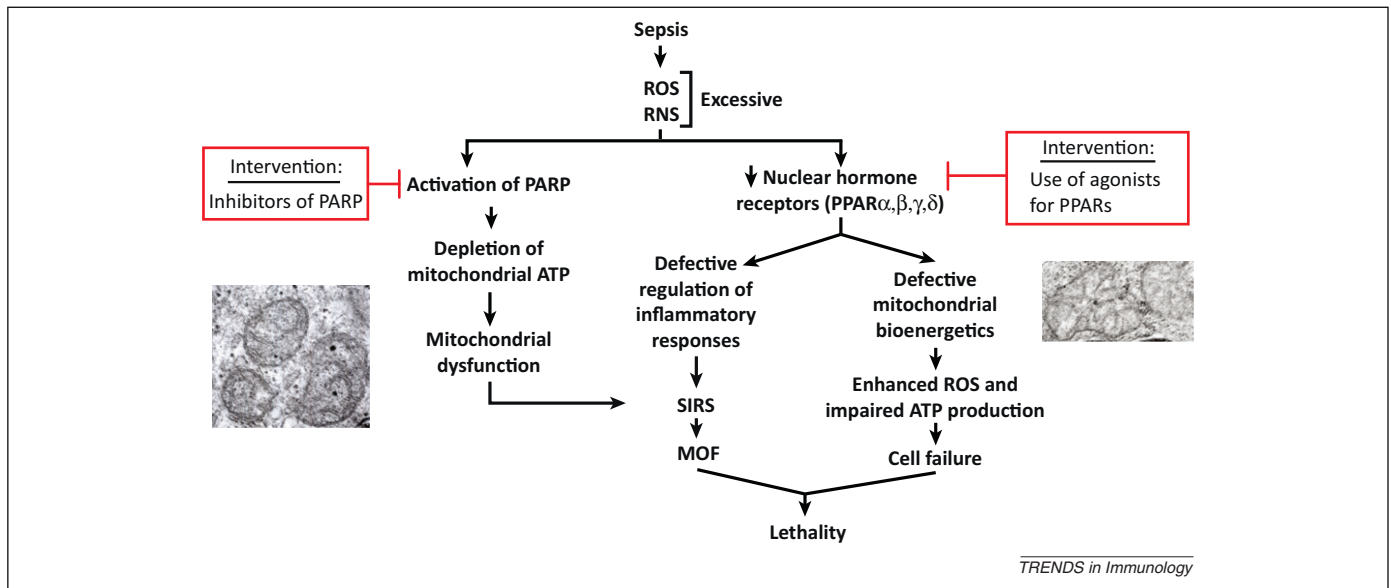 Sepsis
ROS
RNS
Excessive
Intervention:
Inhibitors of PARP
Activation of PARP
Depletion of
mitochondrial ATP
Mitochondrial
dysfunction
Nuclear hormone
receptors (PPARα,β,γ,δ)
Intervention:
Use of agonists
for PPARs
Defective
regulation of
inflammatory
responses
SIRS
MOF
Defective
mitochondrial
bioenergetics
Enhanced ROS and
impaired ATP production
Cell failure
Lethality
TRENDS in Immunology